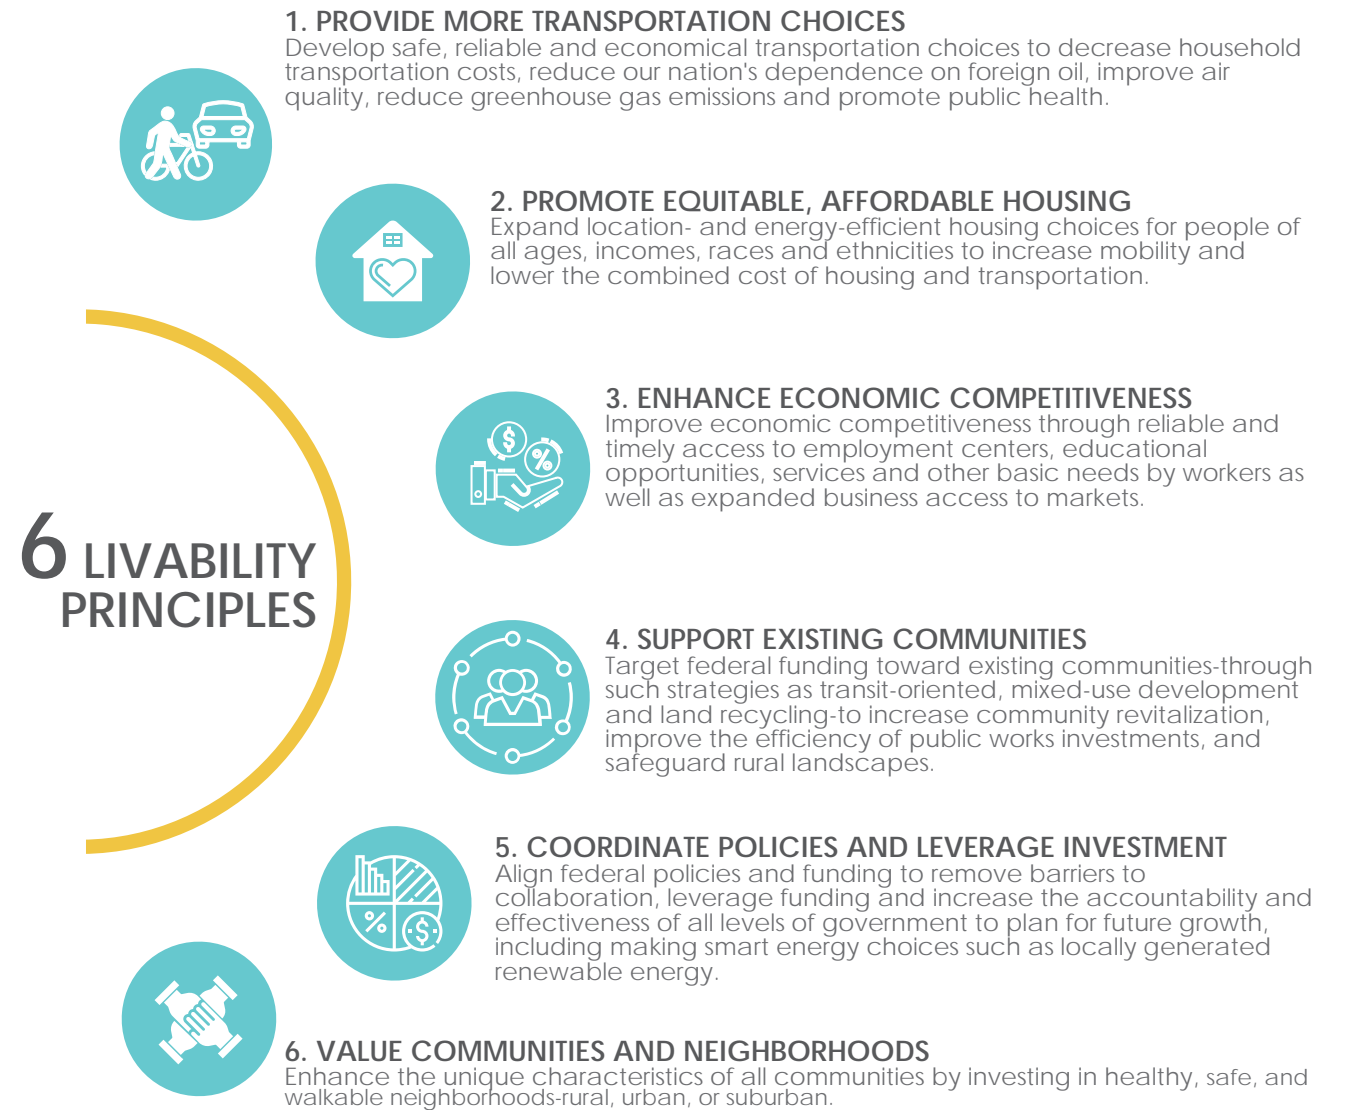 1. PROVIDE MORE TRANSPORTATION CHOICES
Develop safe, reliable and economical transportation choices to decrease household
transportation costs, reduce our nation's dependence on foreign oil, improve air
quality, reduce greenhouse gas emissions and promote public health.
2. PROMOTE EQUITABLE, AFFORDABLE HOUSING
Expand location- and energy-efficient housing choices for people of
all ages, incomes, races and ethnicities to increase mobility and
lower the combined cost of housing and transportation.
3. ENHANCE ECONOMIC COMPETITIVENESS
Improve economic competitiveness through reliable and
timely access to employment centers, educational
opportunities, services and other basic needs by workers as
well as expanded business access to markets.
6 LIVABILITY
PRINCIPLES
4. SUPPORT EXISTING COMMUNITIES
Target federal funding toward existing communities-through
such strategies as transit-oriented, mixed-use development
and land recycling-to increase community revitalization,
improve the efficiency of public works investments, and
safeguard rural landscapes.
5. COORDINATE POLICIES AND LEVERAGE INVESTMENT
Align federal policies and funding to remove barriers to
collaboration, leverage funding and increase the accountability and
effectiveness of all levels of government to plan for future growth,
including making smart energy choices such as locally generated
renewable energy.
6. VALUE COMMUNITIES AND NEIGHBORHOODS
Enhance the unique characteristics of all communities by investing in healthy, safe, and
walkable neighborhoods-rural, urban, or suburban.